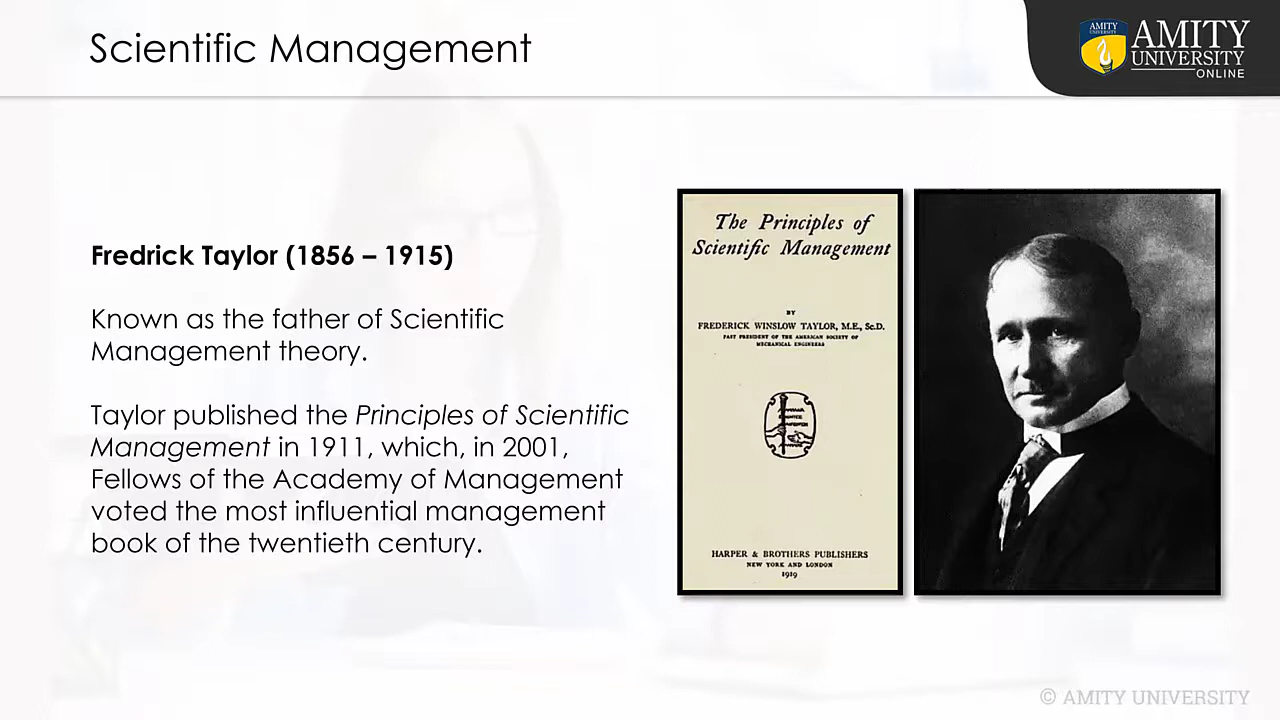 Scientific Management
AMITY
UNIVERSITY
AMITY
UNIVERSITY
ONLINE
Fredrick Taylor (1856 – 1915)
Known as the father of Scientific
Management theory.
Taylor published the Principles of Scientific
Management in 1911, which, in 2001,
Fellows of the Academy of Management
voted the most influential management
book of the twentieth century.
The Principles of
Scientific Management
BY
FREDERICK WINSLOW TAYLOR, M.E., Sc.D.
PAST PRESIDENT OF THE AMERICAN SOCIETY OF
MECHANICAL ENGINEERS
HARPER & BROTHERS PUBLISHERS
NEW YORK AND LONDON
1919
© AMITY UNIVERSITY